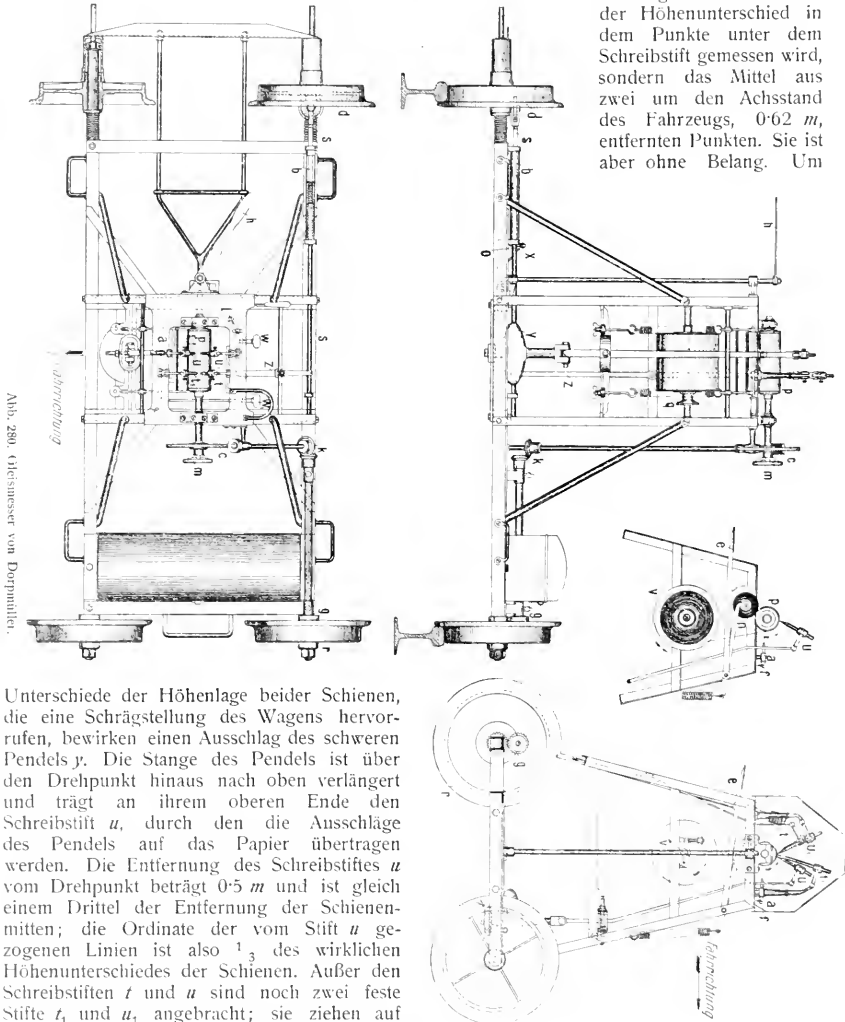 der Höhenunterschied in
dem Punkte unter dem
Schreibstift gemessen wird,
sondern das Mittel aus
zwei um den Achsstand
des Fahrzeugs, 0·62 m,
entfernten Punkten. Sie ist
aber ohne Belang. Um
Abb. 289. Gleismesser von Dorpmüller.
Fahrrichtung
Unterschiede der Höhenlage beider Schienen,
die eine Schrägstellung des Wagens hervor-
rufen, bewirken einen Ausschlag des schweren
Pendels y. Die Stange des Pendels ist über
den Drehpunkt hinaus nach oben verlängert
und trägt an ihrem oberen Ende den
Schreibstift u, durch den die Ausschläge
des Pendels auf das Papier übertragen
werden. Die Entfernung des Schreibstiftes u
vom Drehpunkt beträgt 0·5 m und ist gleich
einem Drittel der Entfernung der Schienen-
mitten; die Ordinate der vom Stift u ge-
zogenen Linien ist also 1/3 des wirklichen
Höhenunterschiedes der Schienen. Außer den
Schreibstiften t und u sind noch zwei feste
Stifte t₁ und u₁ angebracht; sie ziehen auf
Fahrrichtung